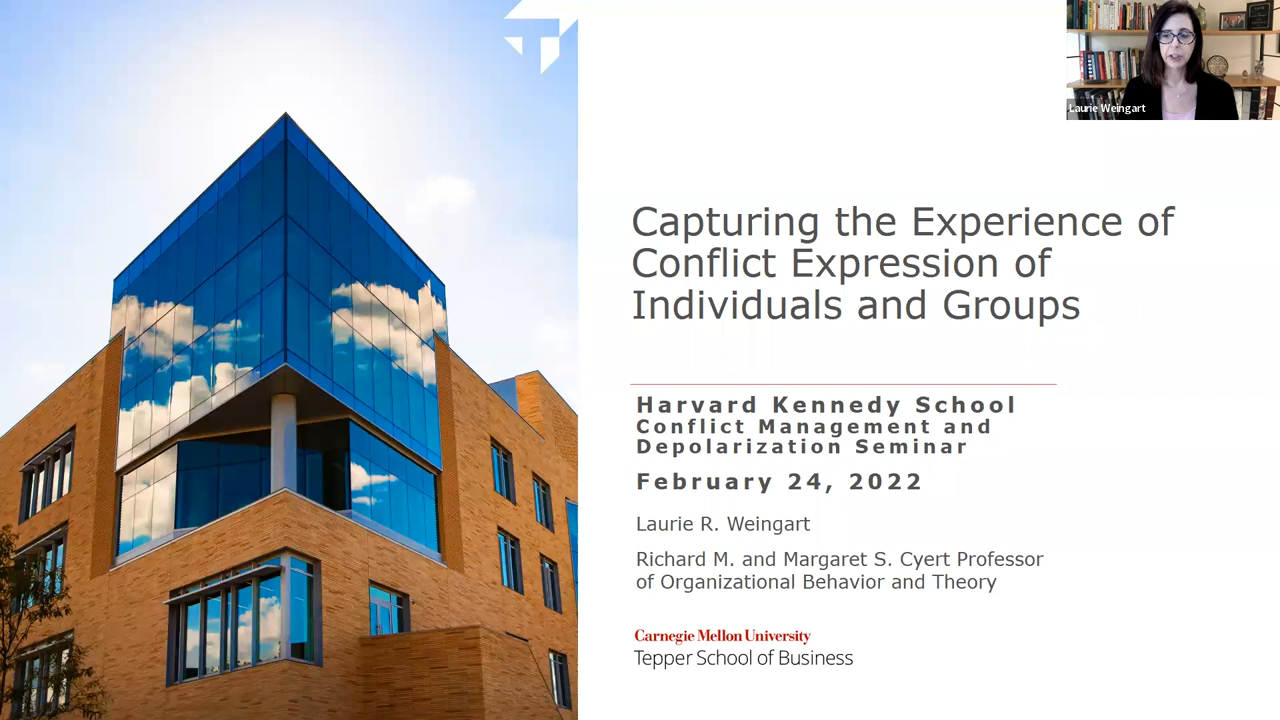 Laurie Weingart
Capturing the Experience of
Conflict Expression of
Individuals and Groups
Harvard Kennedy School
Conflict Management and
Depolarization Seminar
February 24, 2022
Laurie R. Weingart
Richard M. and Margaret S. Cyert Professor
of Organizational Behavior and Theory
Carnegie Mellon University
Tepper School of Business